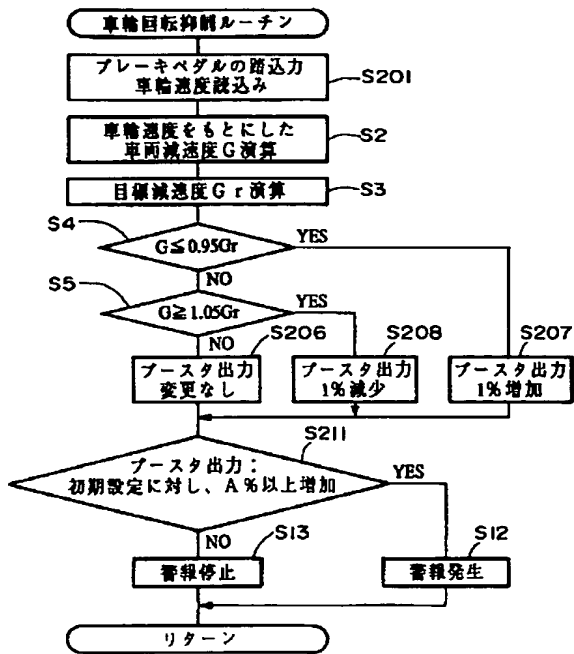 車輪回転抑制ルーチン
ブレーキペダルの踏込力
車輪速度読込み
S201
車輪速度をもとにした
車両減速度G演算
S2
目標減速度Gr演算
S3
S4
G≦0.95Gr
YES
NO
S5
G≧1.05Gr
YES
NO
S206
ブースタ出力
変更なし
S208
ブースタ出力
1%減少
S207
ブースタ出力
1%増加
S211
ブースタ出力：
初期設定に対し、A%以上増加
YES
NO
S13
警報停止
S12
警報発生
リターン